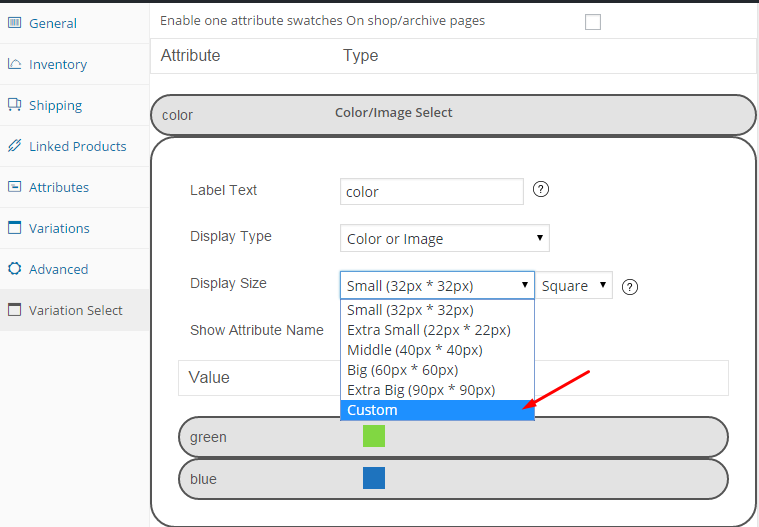 General
Inventory
Shipping
Linked Products
Attributes
Variations
Advanced
Variation Select
Enable one attribute swatches On shop/archive pages
Attribute Type
color Color/Image Select
Label Text color ?
Display Type Color or Image
Display Size Small (32px * 32px) Square ?
Small (32px * 32px)
Extra Small (22px * 22px)
Show Attribute Name
Middle (40px * 40px)
Big (60px * 60px)
Value
Extra Big (90px * 90px)
Custom
green
blue